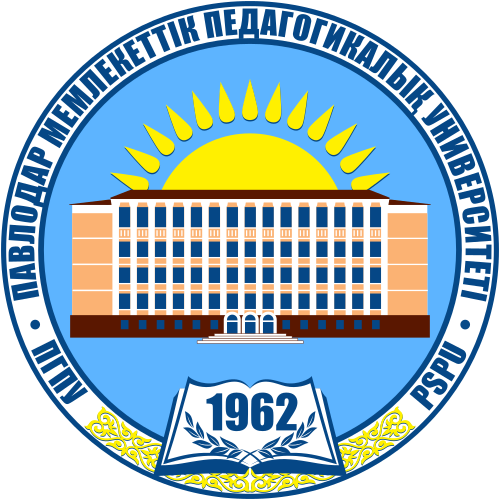 ПАВЛОДАР МЕМЛЕКЕТТІК ПЕДАГОГИКАЛЫҚ УНИВЕРСИТЕТІ
ПГПУ
PSPU
1962